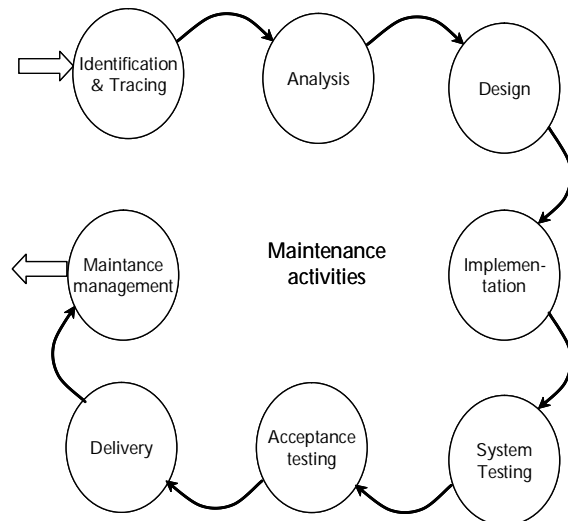 Identification
& Tracing
Analysis
Design
Implemen-
tation
System
Testing
Acceptance
testing
Delivery
Maintance
management
Maintenance
activities